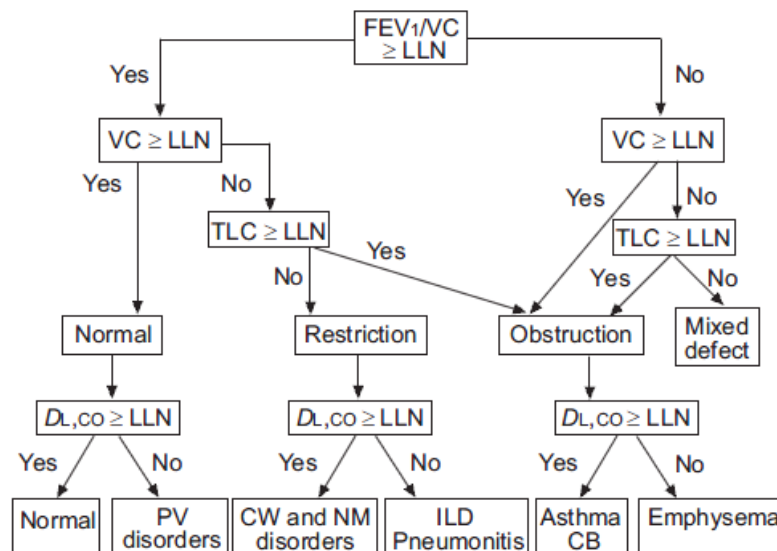 FEV1/VC
≥ LLN
Yes
No
VC ≥ LLN
VC ≥ LLN
Yes
No
Yes
No
TLC ≥ LLN
TLC ≥ LLN
Yes
No
Yes
No
Normal
Restriction
Obstruction
Mixed
defect
DL,CO ≥ LLN
DL,CO ≥ LLN
DL,CO ≥ LLN
Yes
No
Yes
No
Yes
No
Normal
PV
disorders
CW and NM
disorders
ILD
Pneumonitis
Asthma
CB
Emphysema